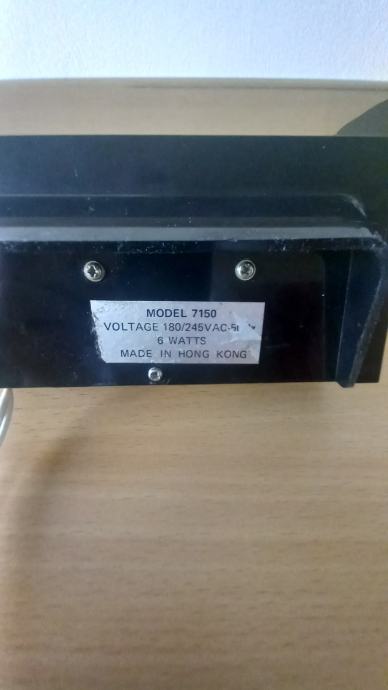 MODEL 7150
VOLTAGE 180/245VAC-
6 WATTS
MADE IN HONG KONG